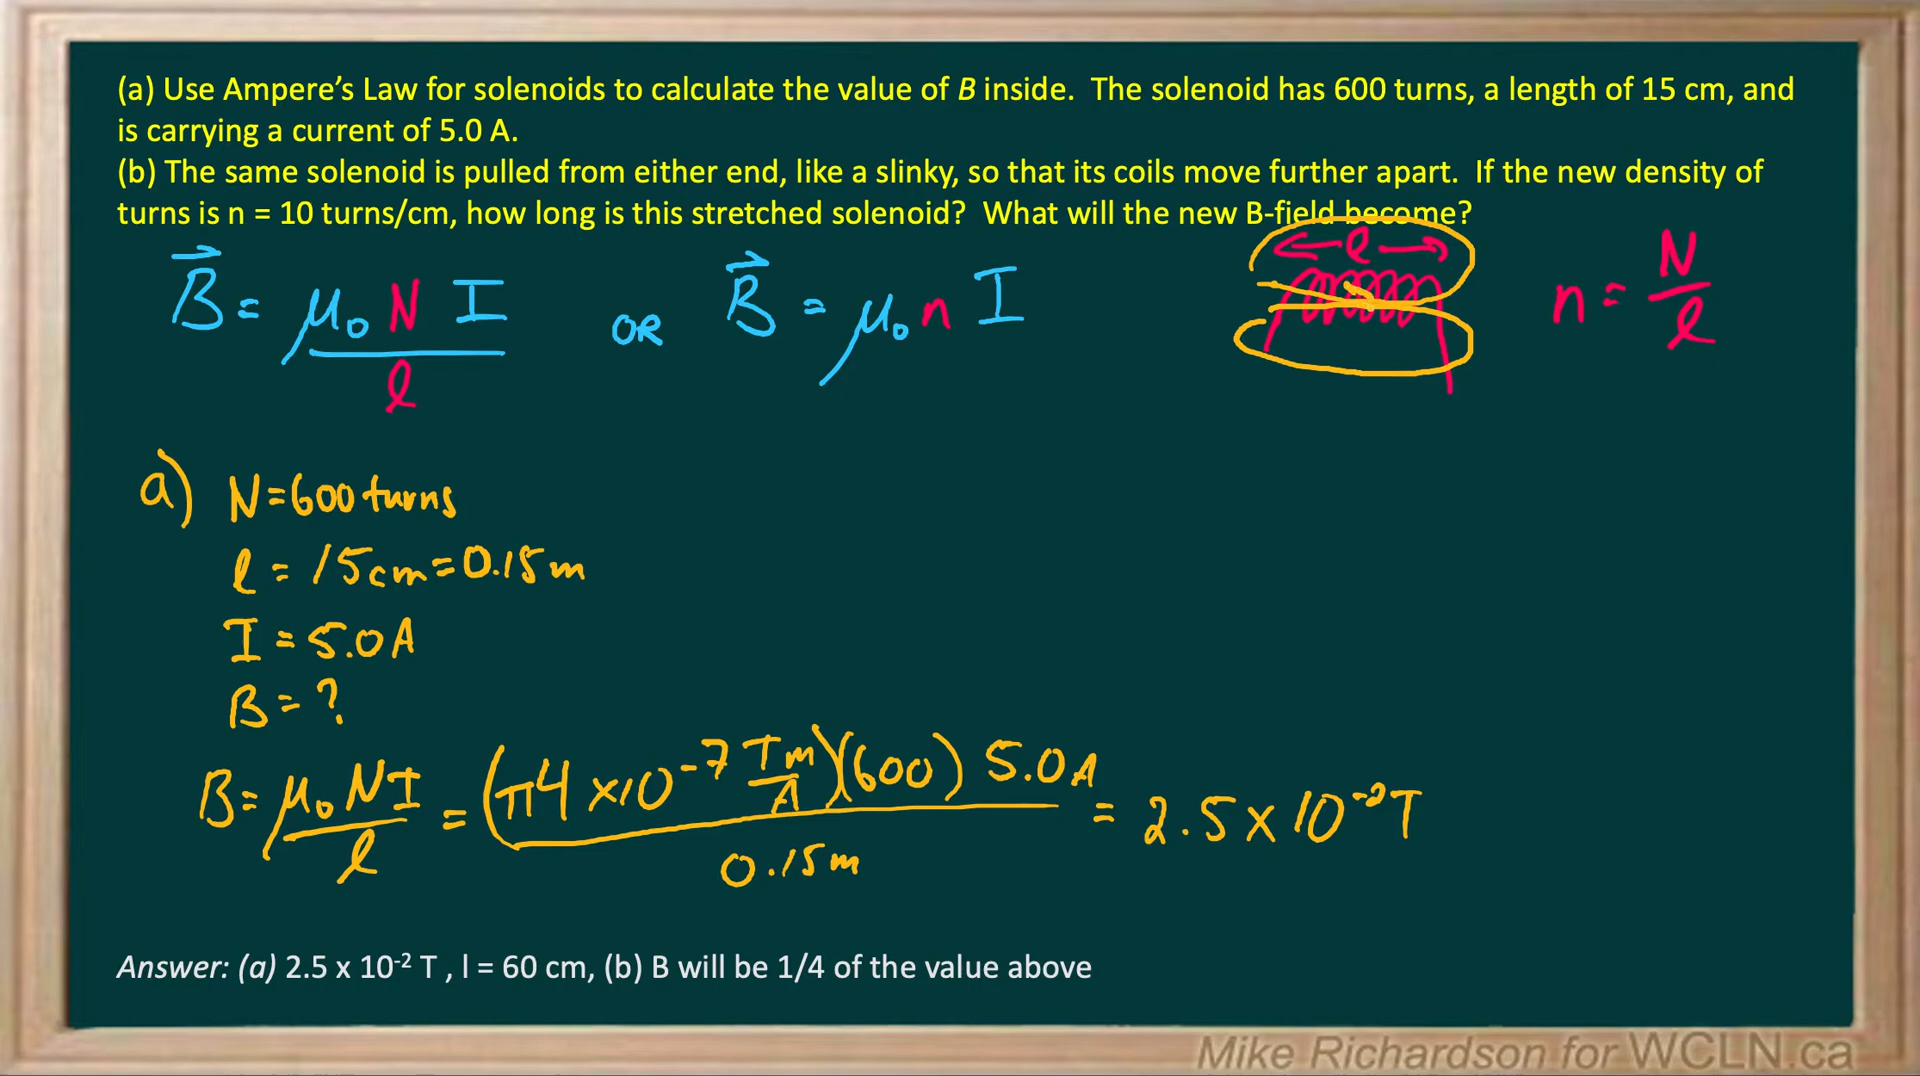 (a) Use Ampere’s Law for solenoids to calculate the value of B inside.  The solenoid has 600 turns, a length of 15 cm, and
is carrying a current of 5.0 A.
(b) The same solenoid is pulled from either end, like a slinky, so that its coils move further apart.  If the new density of
turns is n = 10 turns/cm, how long is this stretched solenoid?  What will the new B-field become?
B⃗ = μ₀ N I / ℓ OR B⃗ = μ₀ n I ← ℓ → n = N / ℓ
a) N=600 turns
ℓ = 15cm=0.15m
I = 5.0A
B = ?
B = μ₀ N I / ℓ = (π4 ×10⁻⁷ Tm/A)(600) 5.0A / 0.15m = 2.5 × 10⁻² T
Answer: (a) 2.5 x 10⁻² T , l = 60 cm, (b) B will be 1/4 of the value above
Mike Richardson for WCLN.ca